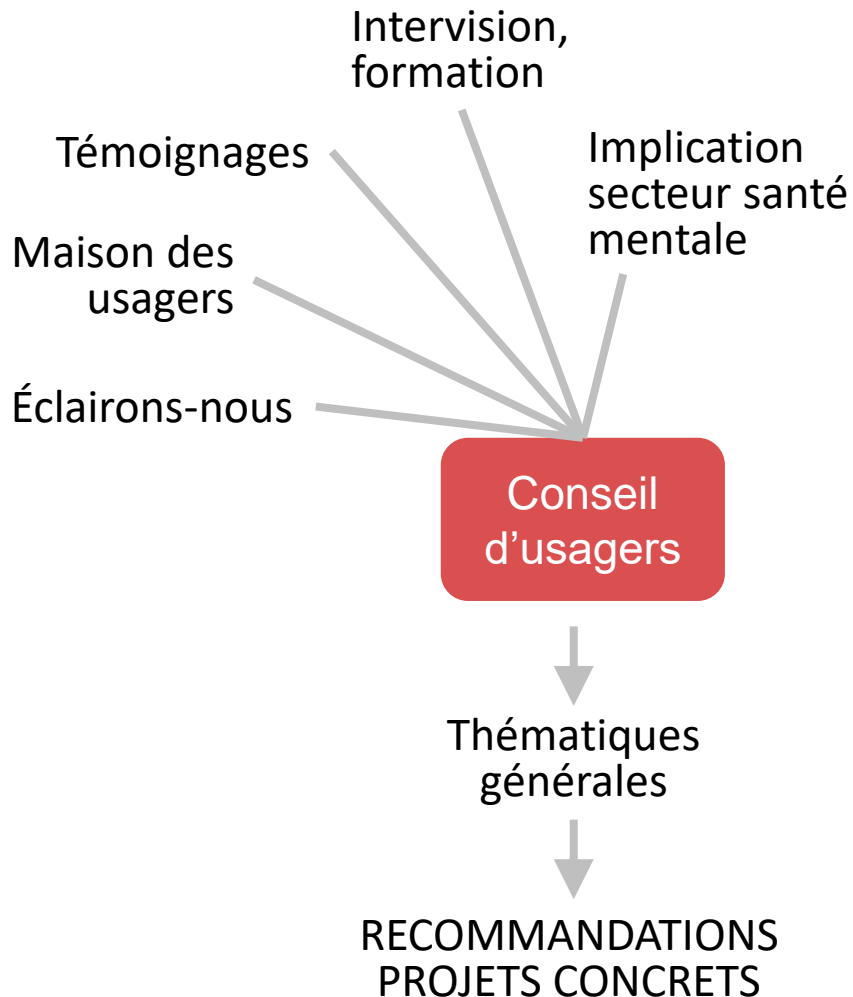 Intervision,
formation
Témoignages
Implication
secteur santé
mentale
Maison des
usagers
Éclairons-nous
Conseil
d’usagers
Thématiques
générales
RECOMMANDATIONS
PROJETS CONCRETS